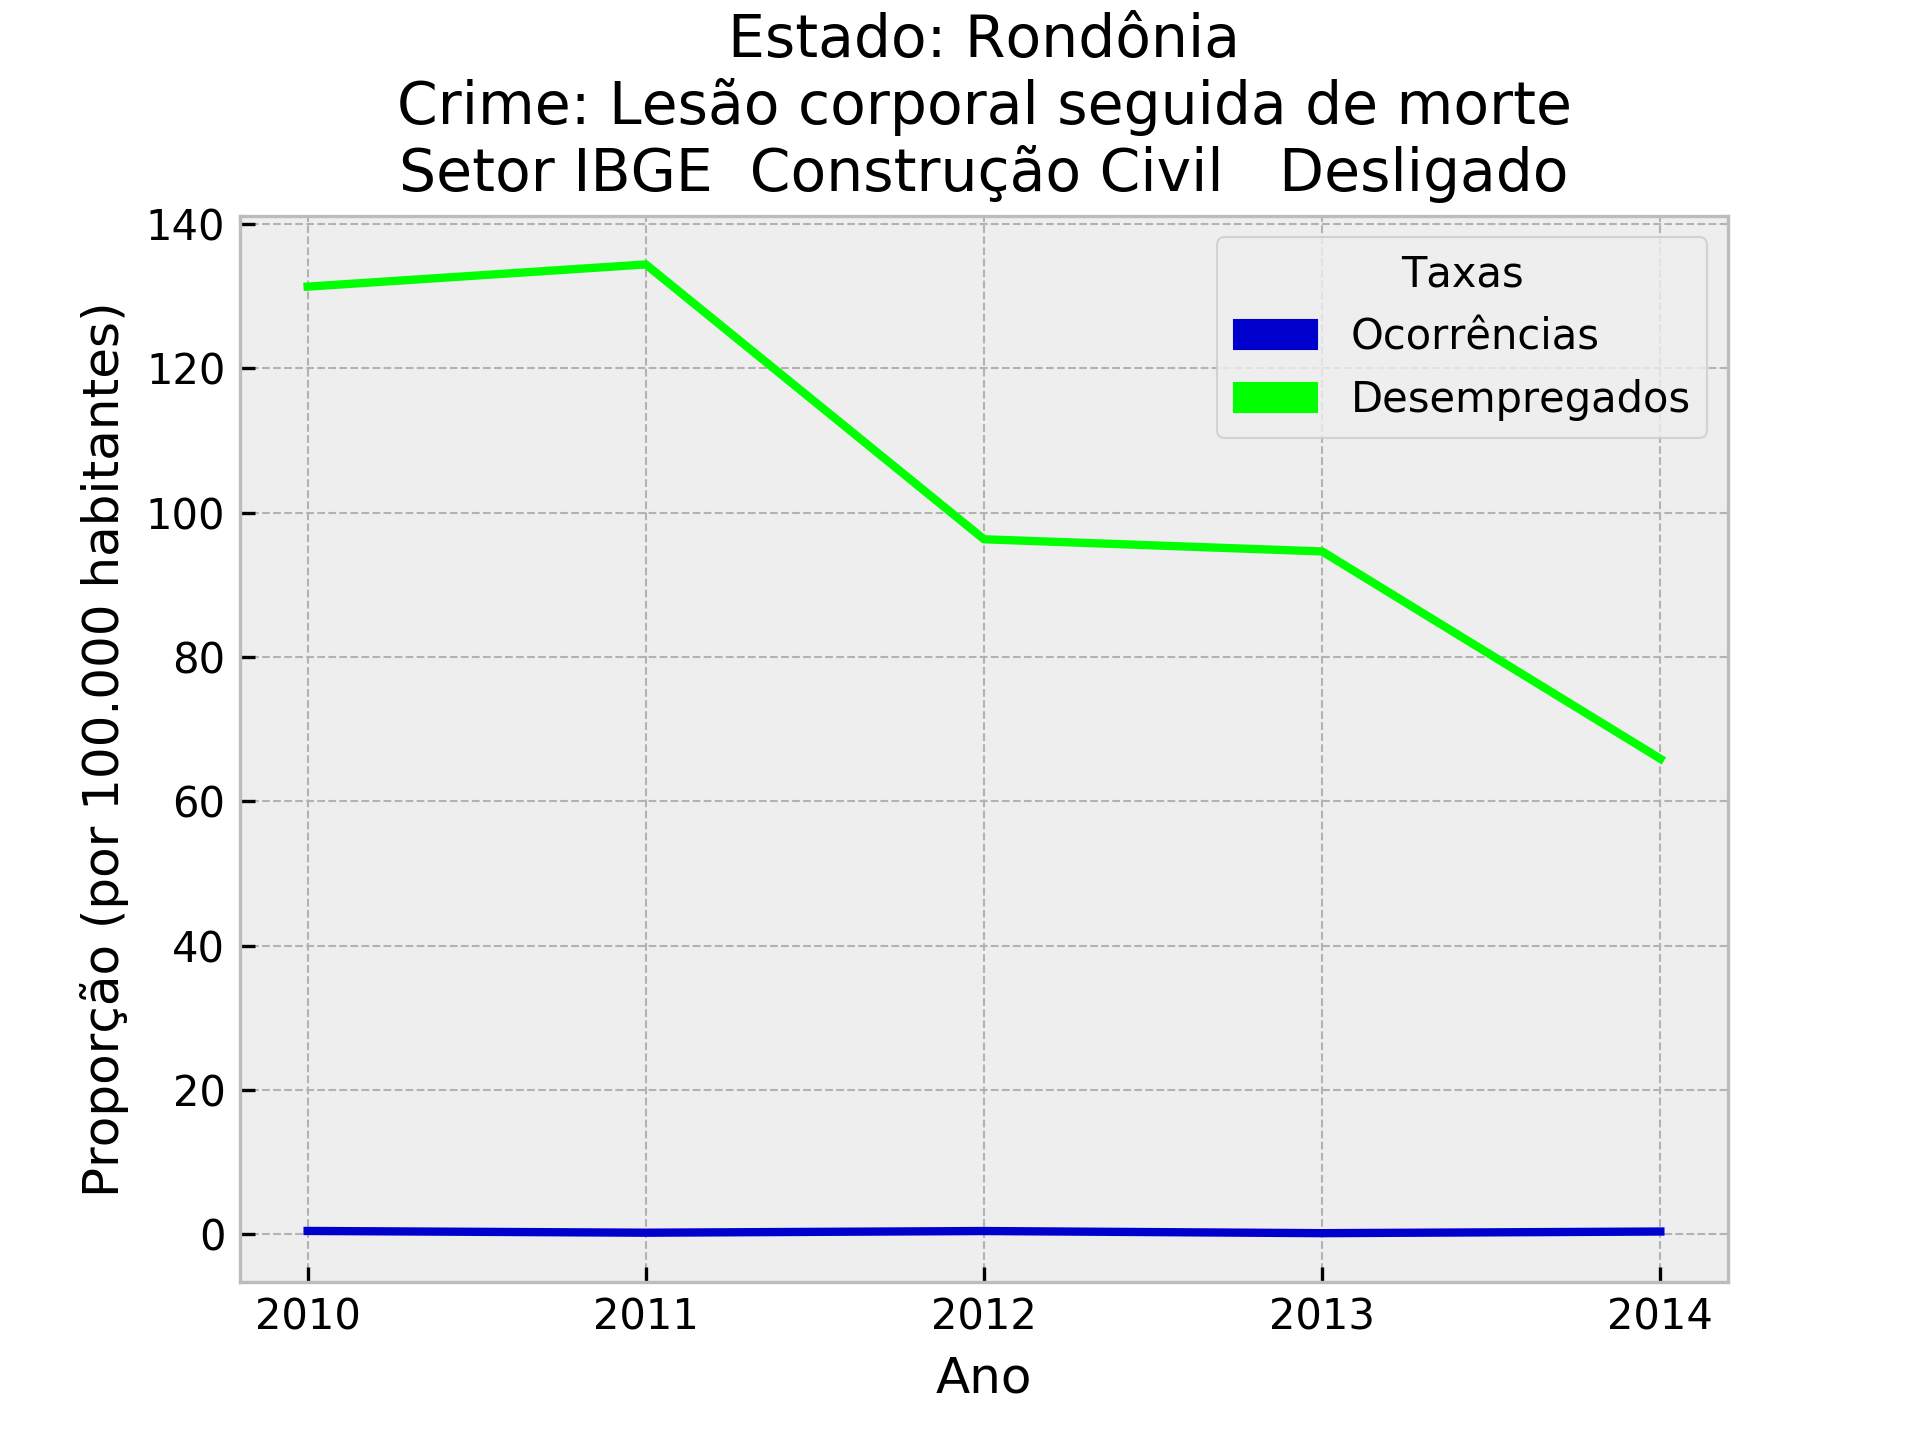 Estado: Rondônia
Crime: Lesão corporal seguida de morte
Setor IBGE  Construção Civil   Desligado
Proporção (por 100.000 habitantes)
140
120
100
80
60
40
20
0
Taxas
Ocorrências
Desempregados
2010 2011 2012 2013 2014
Ano